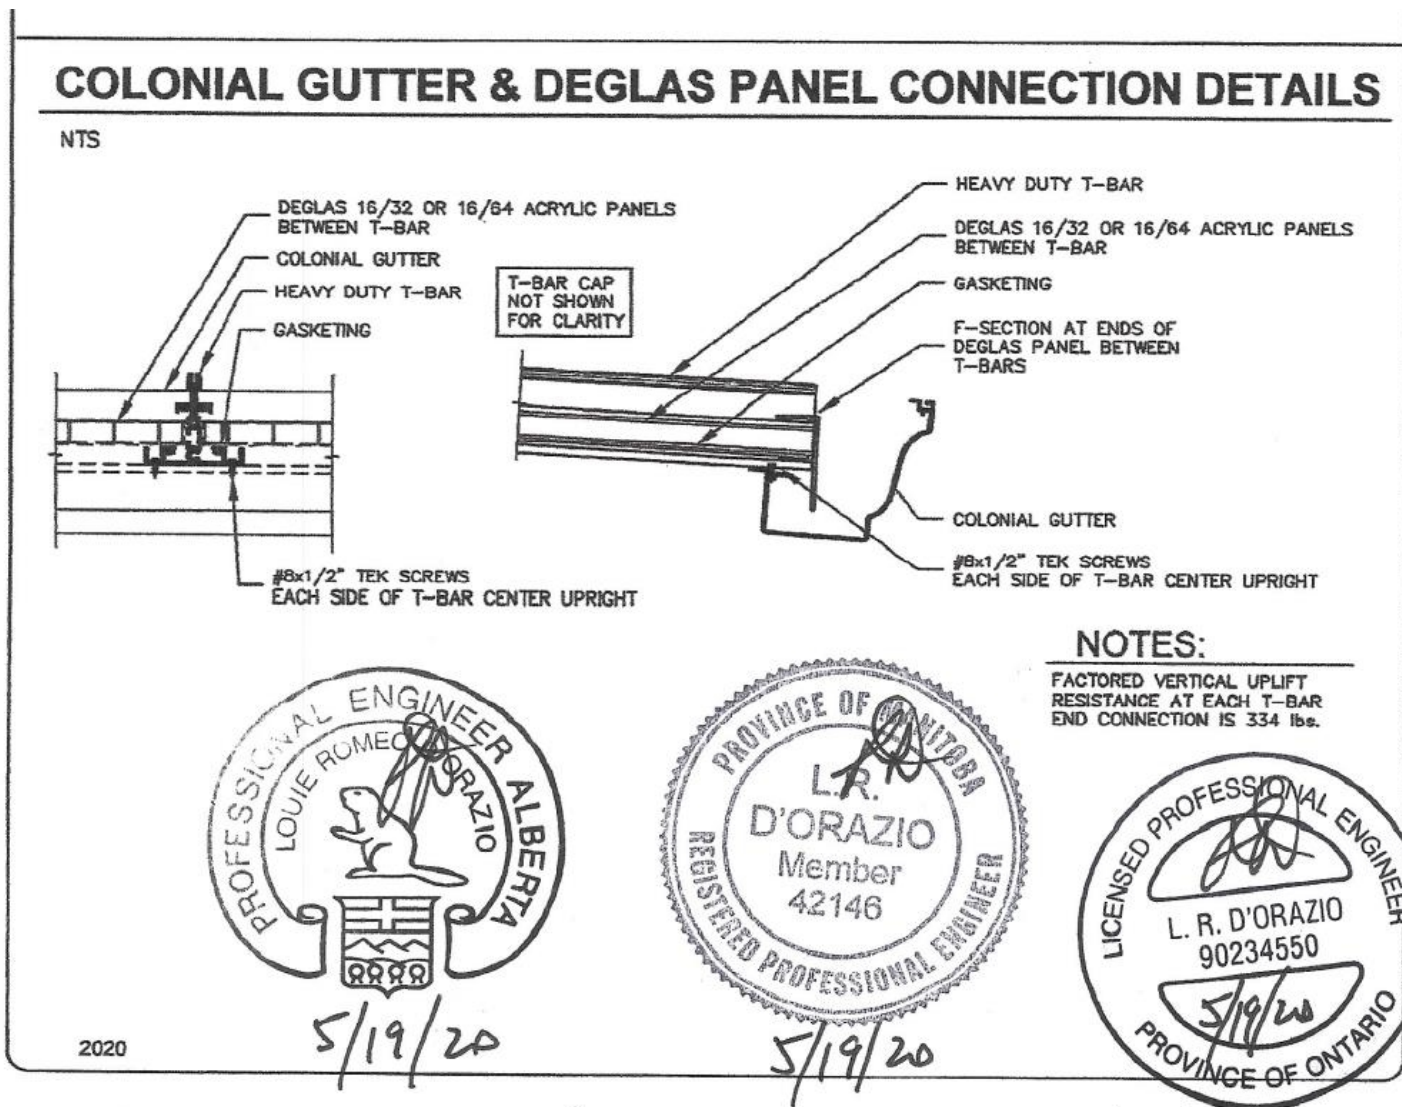 COLONIAL GUTTER & DEGLAS PANEL CONNECTION DETAILS
NTS
DEGLAS 16/32 OR 16/64 ACRYLIC PANELS
BETWEEN T-BAR
COLONIAL GUTTER
HEAVY DUTY T-BAR
GASKETING
T-BAR CAP
NOT SHOWN
FOR CLARITY
#8x1/2" TEK SCREWS
EACH SIDE OF T-BAR CENTER UPRIGHT
HEAVY DUTY T-BAR
DEGLAS 16/32 OR 16/64 ACRYLIC PANELS
BETWEEN T-BAR
GASKETING
F-SECTION AT ENDS OF
DEGLAS PANEL BETWEEN
T-BARS
COLONIAL GUTTER
#8x1/2" TEK SCREWS
EACH SIDE OF T-BAR CENTER UPRIGHT
NOTES:
FACTORED VERTICAL UPLIFT
RESISTANCE AT EACH T-BAR
END CONNECTION IS 334 lbs.
PROFESSIONAL ENGINEER ALBERTA
LOUIE ROMEO D'ORAZIO
5/19/20
PROVINCE OF MANITOBA
L.R.
D'ORAZIO
Member
42146
REGISTERED PROFESSIONAL ENGINEER
5/19/20
LICENSED PROFESSIONAL ENGINEER
L. R. D'ORAZIO
90234550
5/19/20
PROVINCE OF ONTARIO
2020